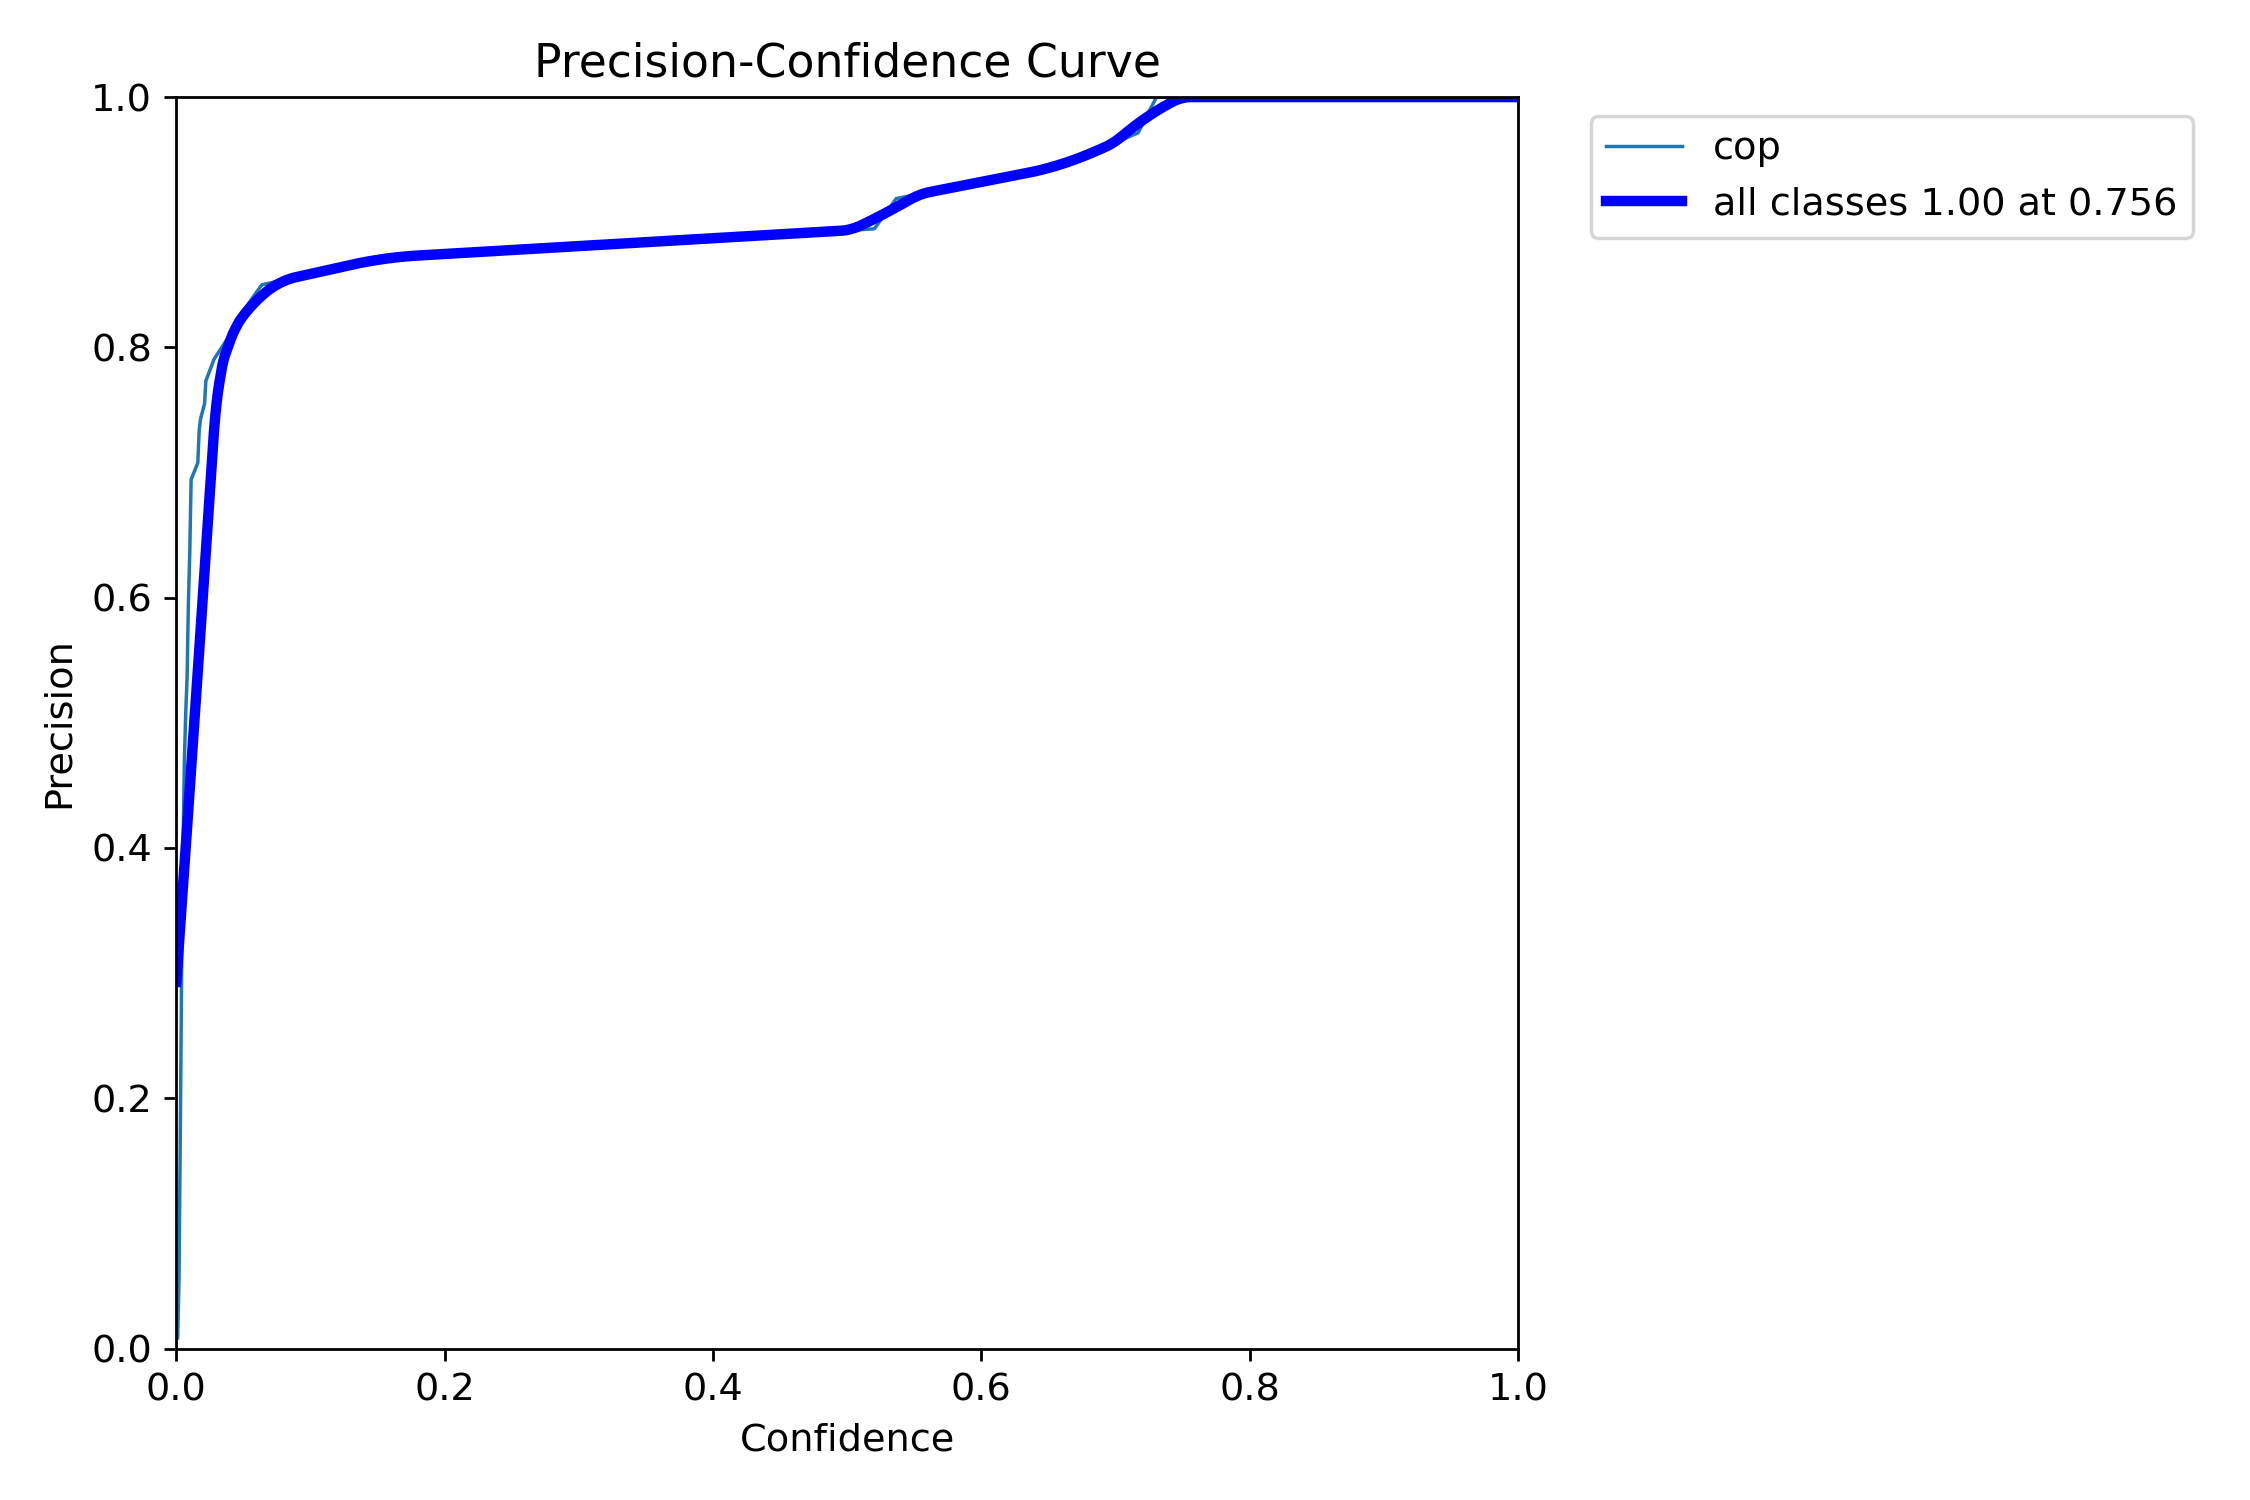 Precision-Confidence Curve
1.0
0.8
0.6
0.4
0.2
0.0
Precision
0.0 0.2 0.4 0.6 0.8 1.0
Confidence
cop
all classes 1.00 at 0.756